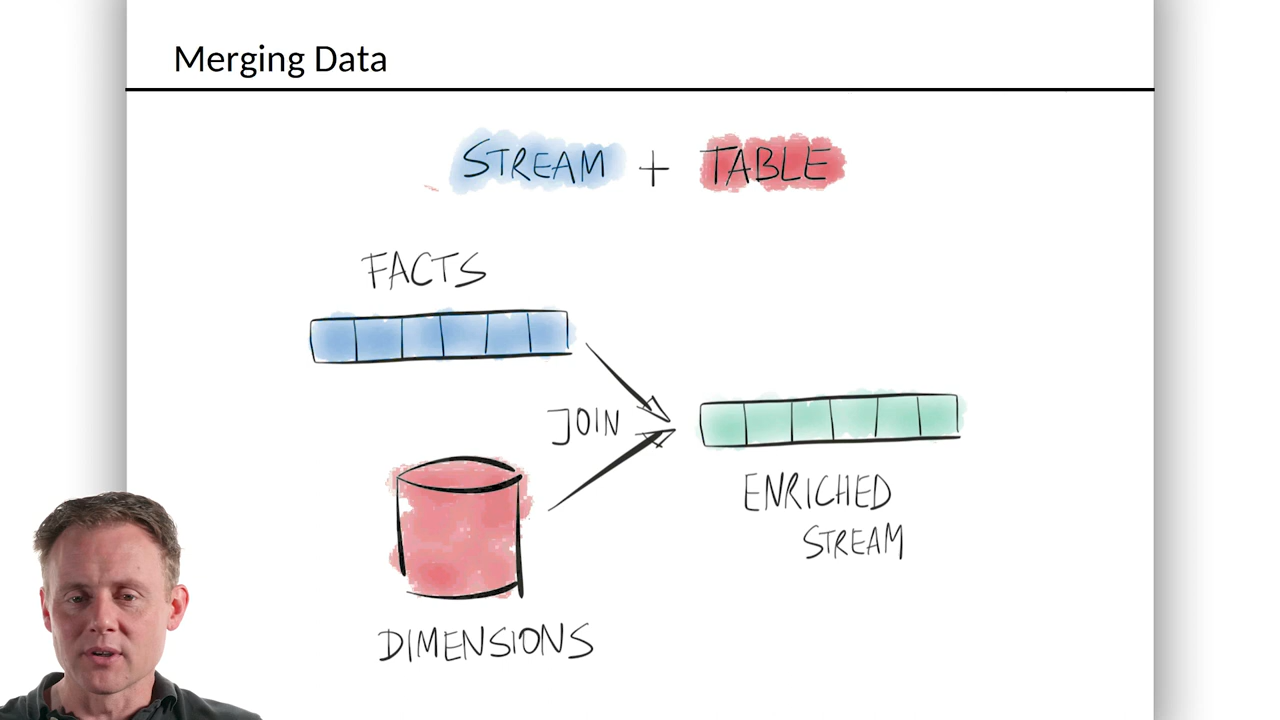 Merging Data
STREAM + TABLE
FACTS
JOIN
ENRICHED
STREAM
DIMENSIONS